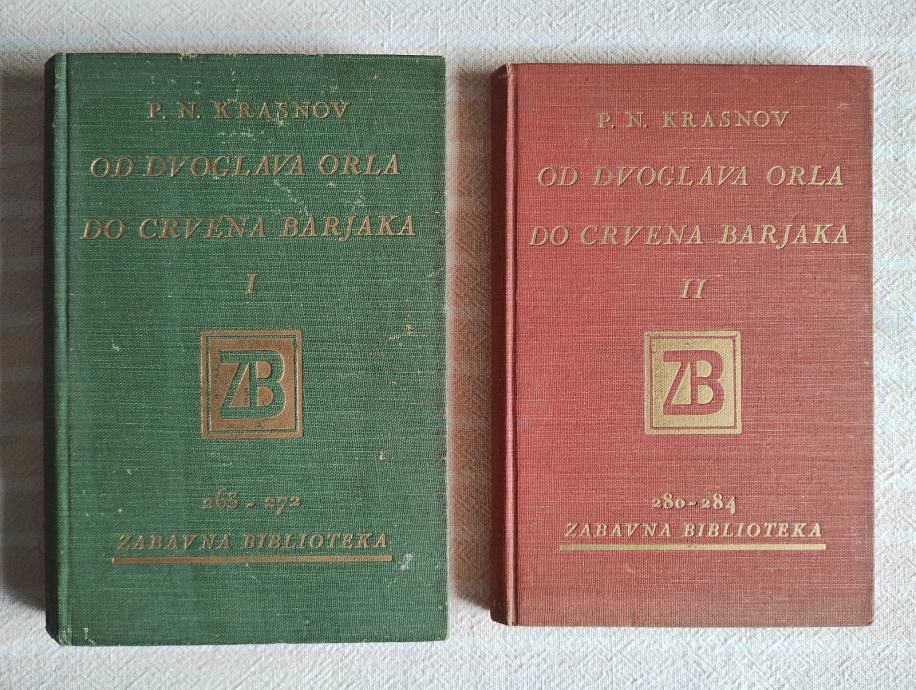 P. N. KRASNOV
OD DVOGLAVA ORLA
DO CRVENA BARJAKA
I
ZB
263 - 272
ZABAVNA BIBLIOTEKA
P. N. KRASNOV
OD DVOGLAVA ORLA
DO CRVENA BARJAKA
II
ZB
280-284
ZABAVNA BIBLIOTEKA